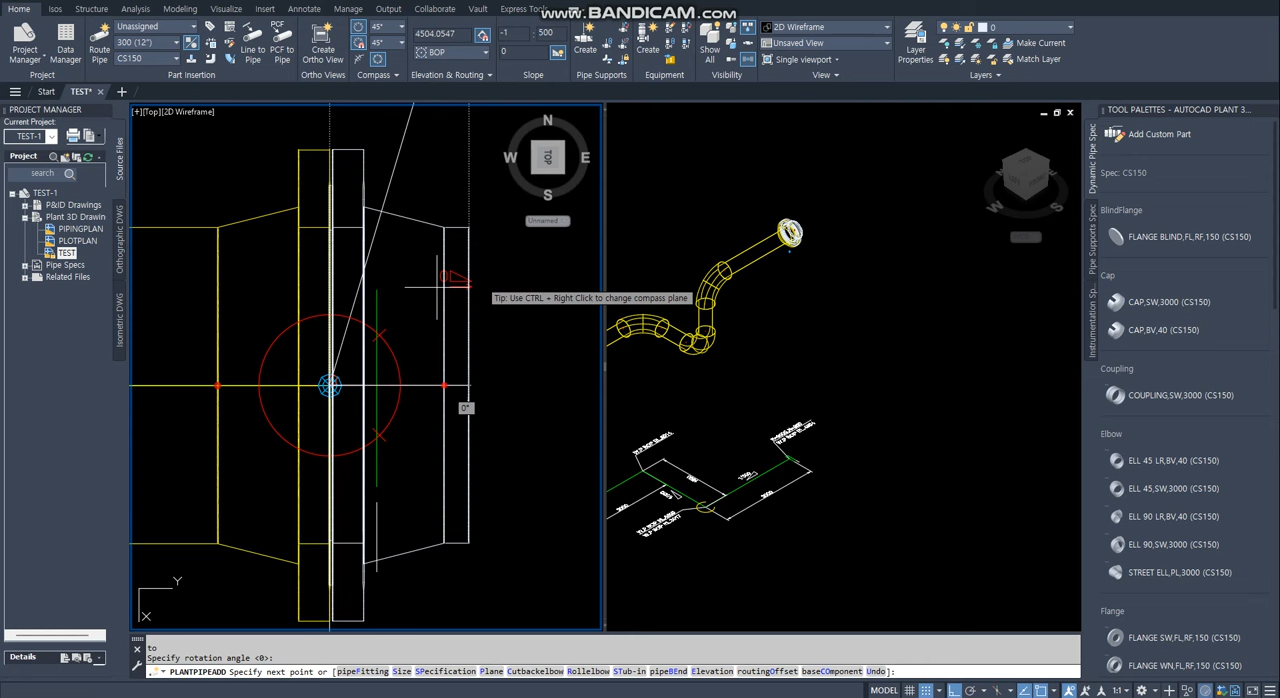 www.BANDICAM.com
Home Isos Structure Analysis Modeling Visualize Insert Annotate Manage Output Collaborate Vault Express Tools
Project Manager
Data Manager
Project
Route Pipe
Unassigned
300 (12")
CS150
Line to Pipe
PCF to Pipe
Part Insertion
Create Ortho View
Ortho Views
45°
45°
Compass
4504.0547
BOP
Elevation & Routing
-1 : 500
0
Slope
Create
Pipe Supports
Create
Equipment
Show All
Visibility
2D Wireframe
Unsaved View
Single viewport
View
Layer Properties
0
Make Current
Match Layer
Layers
Start TEST*
PROJECT MANAGER
Current Project:
TEST-1
Project
search
TEST-1
P&ID Drawings
Plant 3D Drawin
PIPINGPLAN
PLOTPLAN
TEST
Pipe Specs
Related Files
Details
Source Files
Orthographic DWG
Isometric DWG
[+][Top][2D Wireframe]
N
W TOP E
S
Unnamed
Tip: Use CTRL + Right Click to change compass plane
0°
Y
X
W S
TOOL PALETTES - AUTOCAD PLANT 3...
Dynamic Pipe Spec
Pipe Supports Spec
Instrumentation Sp...
Add Custom Part
Spec: CS150
BlindFlange
FLANGE BLIND,FL,RF,150 (CS150)
Cap
CAP,SW,3000 (CS150)
CAP,BV,40 (CS150)
Coupling
COUPLING,SW,3000 (CS150)
Elbow
ELL 45 LR,BV,40 (CS150)
ELL 45,SW,3000 (CS150)
ELL 90 LR,BV,40 (CS150)
ELL 90,SW,3000 (CS150)
STREET ELL,PL,3000 (CS150)
Flange
FLANGE SW,FL,RF,150 (CS150)
FLANGE WN,FL,RF,150 (CS150)
to
Specify rotation angle <0>:
PLANTPIPEADD Specify next point or [pipeFitting Size SPecification Plane Cutbackelbow Rollelbow STub-in pipeBEnd Elevation routingOffset baseCOmponent Undo]:
MODEL 1:1